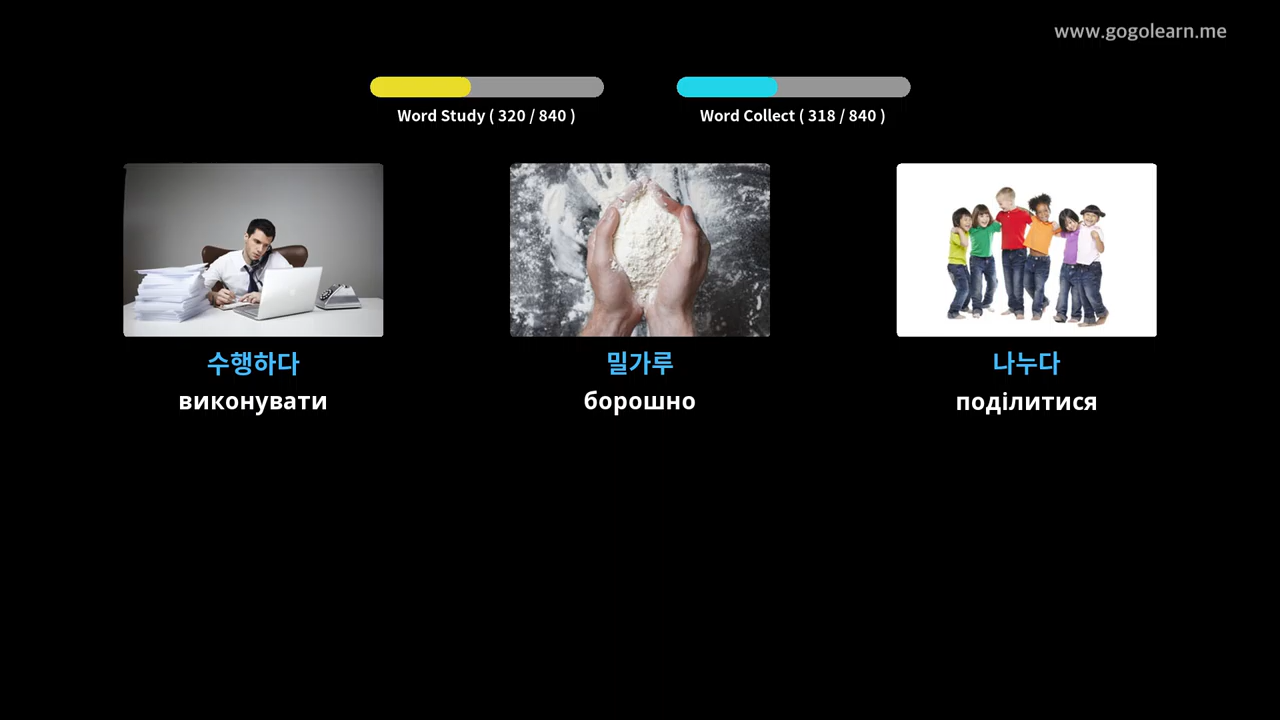 www.gogolearn.me
Word Study ( 320 / 840 )
Word Collect ( 318 / 840 )
수행하다
виконувати
밀가루
борошно
나누다
поділитися